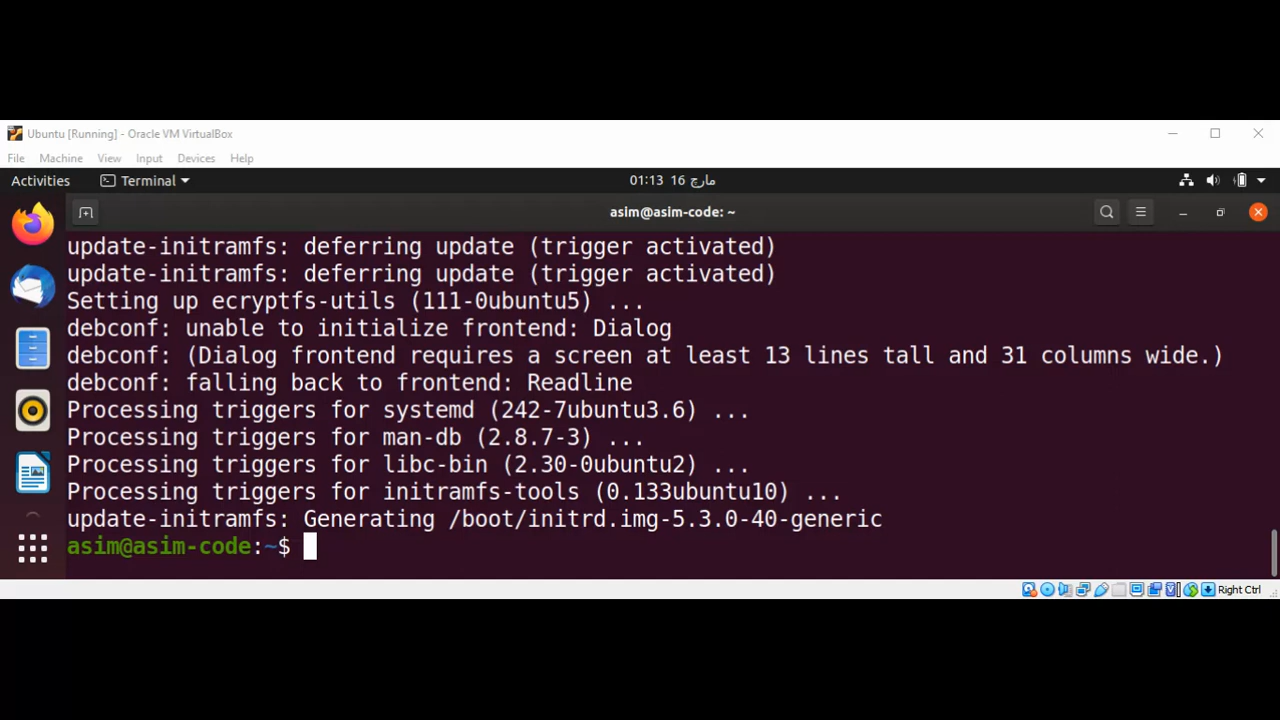 Ubuntu [Running] - Oracle VM VirtualBox
File Machine View Input Devices Help
Activities Terminal 01:13 16 مارچ
asim@asim-code: ~
update-initramfs: deferring update (trigger activated)
update-initramfs: deferring update (trigger activated)
Setting up ecryptfs-utils (111-0ubuntu5) ...
debconf: unable to initialize frontend: Dialog
debconf: (Dialog frontend requires a screen at least 13 lines tall and 31 columns wide.)
debconf: falling back to frontend: Readline
Processing triggers for systemd (242-7ubuntu3.6) ...
Processing triggers for man-db (2.8.7-3) ...
Processing triggers for libc-bin (2.30-0ubuntu2) ...
Processing triggers for initramfs-tools (0.133ubuntu10) ...
update-initramfs: Generating /boot/initrd.img-5.3.0-40-generic
asim@asim-code:~$
Right Ctrl